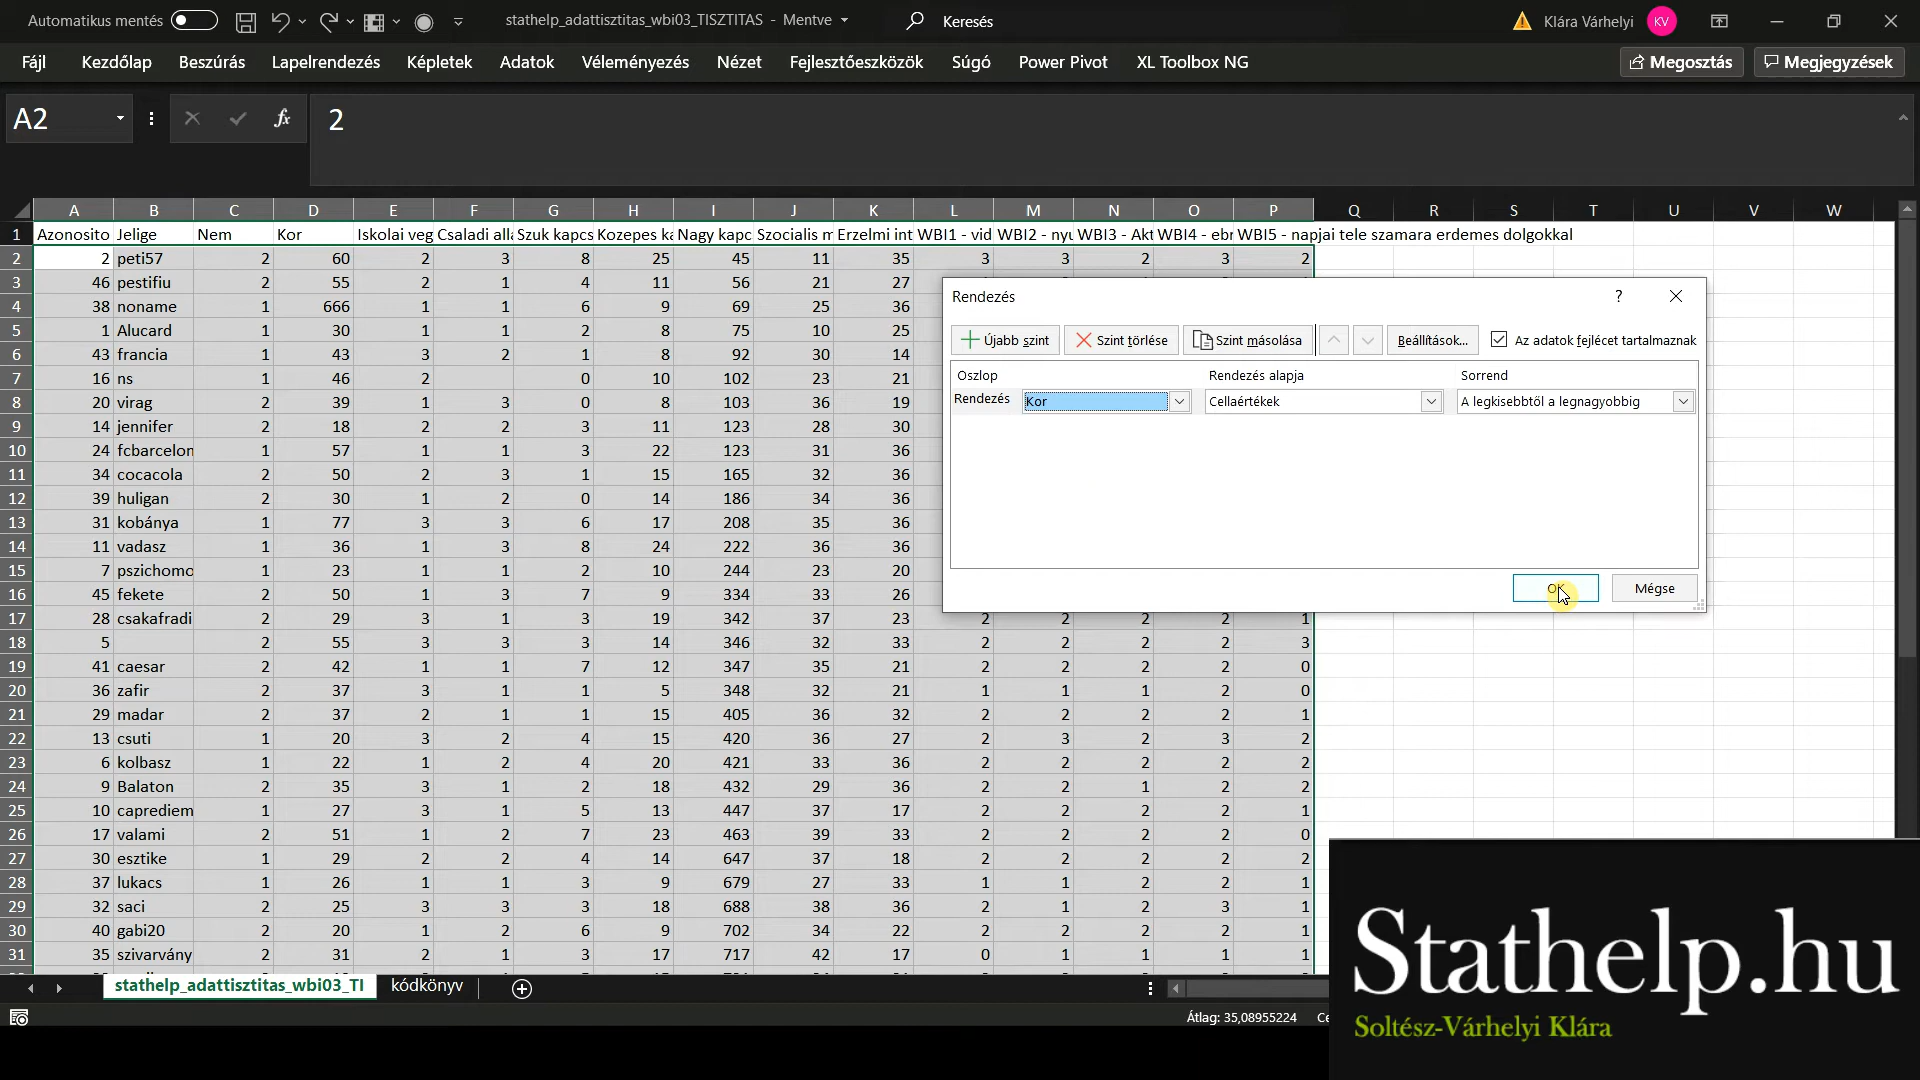 Automatikus mentés
stathelp_adattisztitas_wbi03_TISZTITAS - Mentve
Keresés
Klára Várhelyi KV
Fájl Kezdőlap Beszúrás Lapelrendezés Képletek Adatok Véleményezés Nézet Fejlesztőeszközök Súgó Power Pivot XL Toolbox NG
Megosztás Megjegyzések
A2 fx 2
A B C D E F G H I J K L M N O P Q R S T U V W
1 Azonosito Jelige Nem Kor Iskolai veg Csaladi alla Szuk kapcs Kozepes ka Nagy kapc Szocialis m Erzelmi int WBI1 - vid WBI2 - nyu WBI3 - Akt WBI4 - ebr WBI5 - napjai tele szamara erdemes dolgokkal
2 2 peti57 2 60 2 3 8 25 45 11 35 3 3 2 3 2
3 46 pestifiu 2 55 2 1 4 11 56 21 27
4 38 noname 1 666 1 1 6 9 69 25 36
5 1 Alucard 1 30 1 1 2 8 75 10 25
6 43 francia 1 43 3 2 1 8 92 30 14
7 16 ns 1 46 2 0 10 102 23 21
8 20 virag 2 39 1 3 0 8 103 36 19
9 14 jennifer 2 18 2 2 3 11 123 28 30
10 24 fcbarcelon 1 57 1 1 3 22 123 31 36
11 34 cocacola 2 50 2 3 1 15 165 32 36
12 39 huligan 2 30 1 2 0 14 186 34 36
13 31 kobánya 1 77 3 3 6 17 208 35 36
14 11 vadasz 1 36 1 3 8 24 222 36 36
15 7 pszichomo 1 23 1 1 2 10 244 23 20
16 45 fekete 2 50 1 3 7 9 334 33 26
17 28 csakafradi 2 29 3 1 3 19 342 37 23 2 2 2 2 1
18 5 2 55 3 3 3 14 346 32 33 2 2 2 2 3
19 41 caesar 2 42 1 1 7 12 347 35 21 2 2 2 2 0
20 36 zafir 2 37 3 1 1 5 348 32 21 1 1 1 2 0
21 29 madar 2 37 2 1 1 15 405 36 32 2 2 2 2 1
22 13 csuti 1 20 3 2 4 15 420 36 27 2 3 2 3 2
23 6 kolbasz 1 22 1 2 4 20 421 33 36 2 2 2 2 2
24 9 Balaton 2 35 3 1 2 18 432 29 36 2 2 1 2 2
25 10 caprediem 1 27 3 1 5 13 447 37 17 2 2 2 2 1
26 17 valami 2 51 1 2 7 23 463 39 33 2 2 2 2 0
27 30 esztike 1 29 2 2 4 14 647 37 18 2 2 2 2 2
28 37 lukacs 1 26 1 1 3 9 679 27 33 1 1 2 2 1
29 32 saci 2 25 3 3 3 18 688 38 36 2 1 2 3 1
30 40 gabi20 2 20 1 2 6 9 702 34 22 2 2 2 2 1
31 35 szivarvány 2 31 2 1 3 17 717 42 17 0 1 1 1 1
Rendezés ?
Újabb szint Szint törlése Szint másolása Beállítások... Az adatok fejlécet tartalmaznak
Oszlop Rendezés alapja Sorrend
Rendezés Kor Cellaértékek A legkisebbtől a legnagyobbig
OK Mégse
stathelp_adattisztitas_wbi03_TI kódkönyv
Átlag: 35,08955224
Stathelp.hu
Soltész-Várhelyi Klára